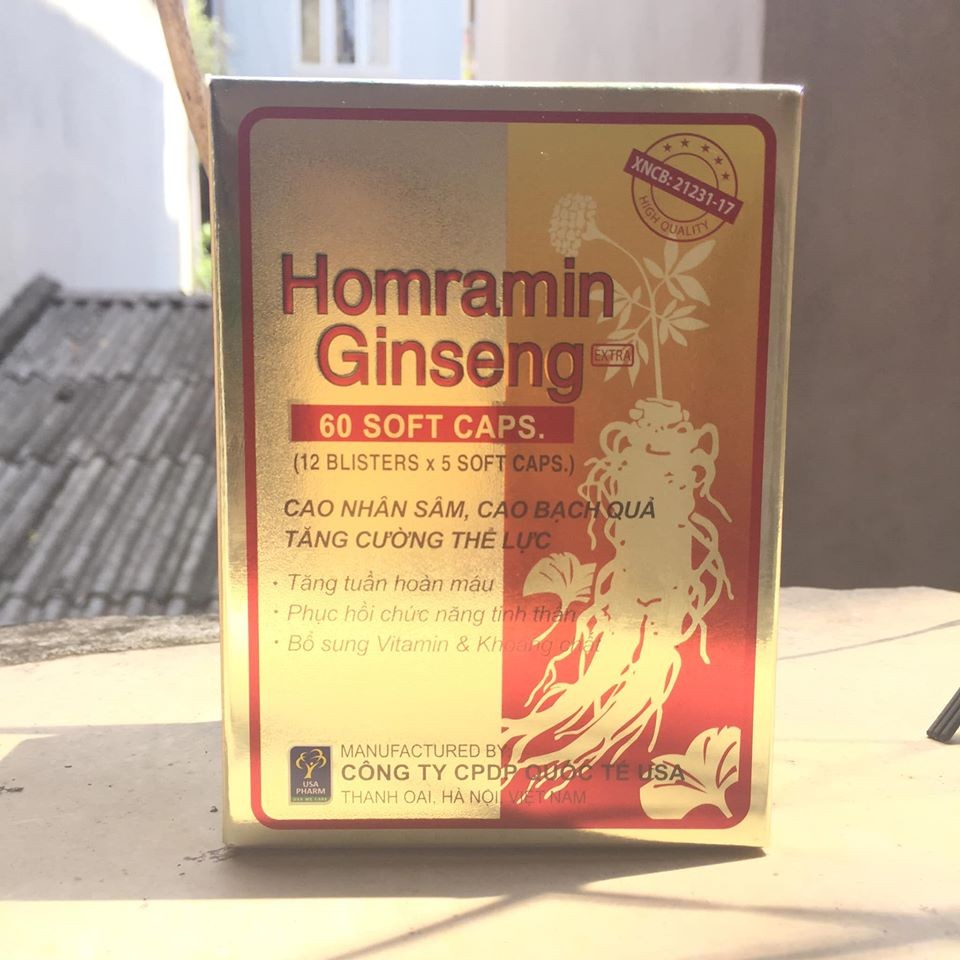 XNCB: 21231-17
HIGH QUALITY
Homramin
Ginseng EXTRA
60 SOFT CAPS.
(12 BLISTERS x 5 SOFT CAPS.)
CAO NHÂN SÂM, CAO BẠCH QUẢ
TĂNG CƯỜNG THỂ LỰC
• Tăng tuần hoàn máu
• Phục hồi chức năng tinh thần
• Bổ sung Vitamin & Khoáng chất
MANUFACTURED BY:
CÔNG TY CPDP QUỐC TẾ USA
THANH OAI, HÀ NỘI, VIỆT NAM
USA
PHARM